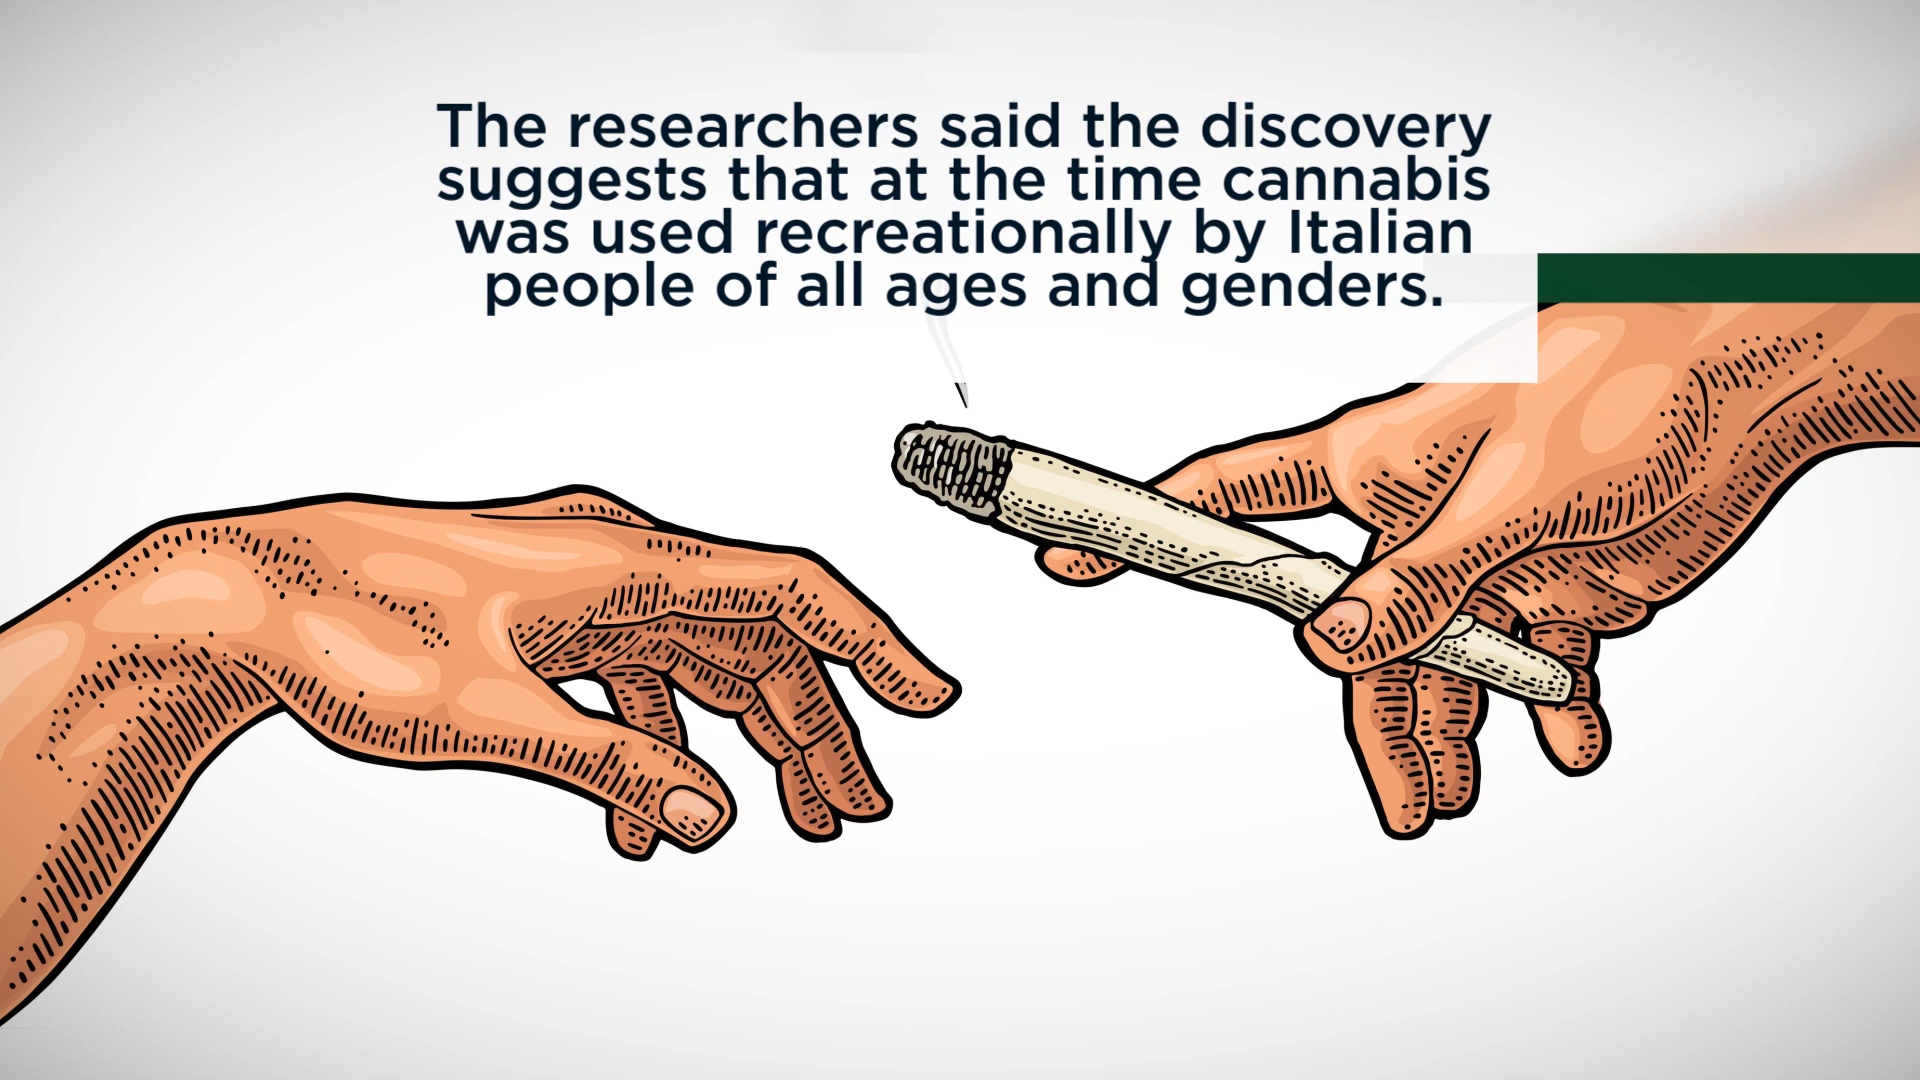 The researchers said the discovery
suggests that at the time cannabis
was used recreationally by Italian
people of all ages and genders.